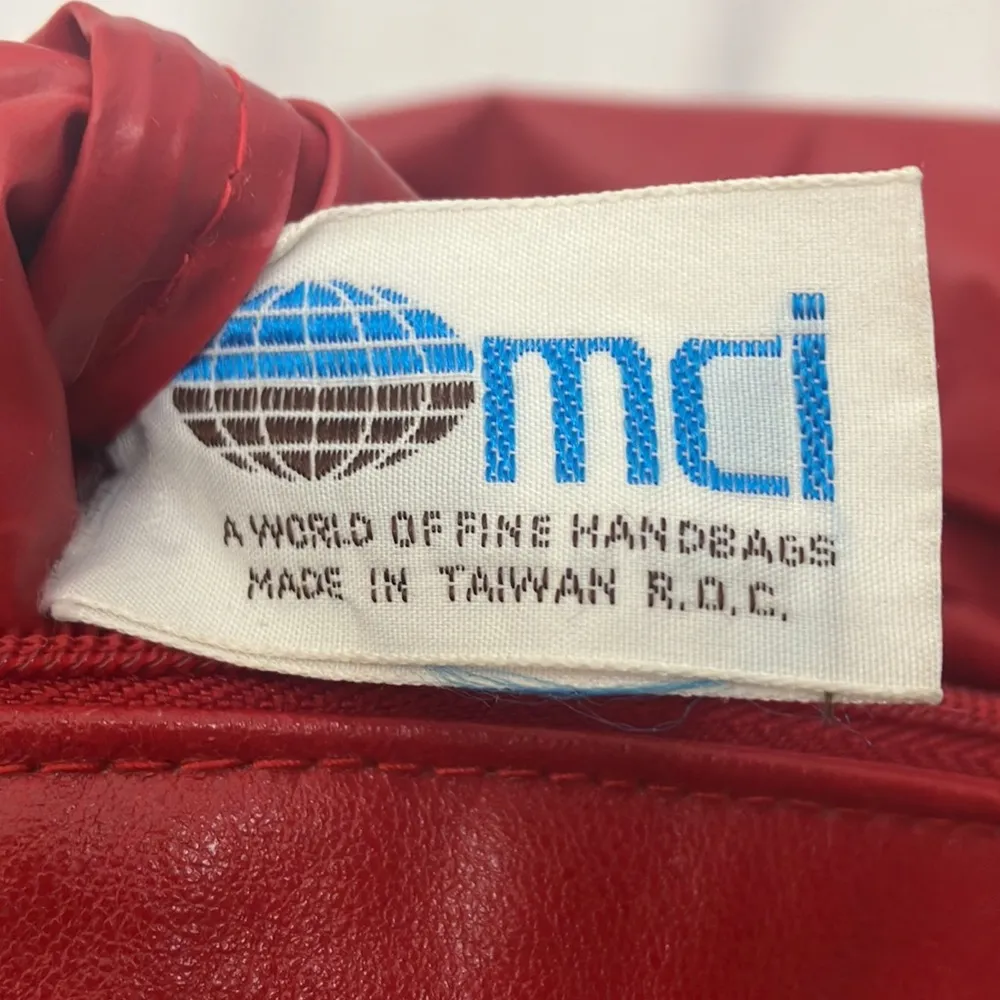 mci
A WORLD OF FINE HANDBAGS
MADE IN TAIWAN R.O.C.